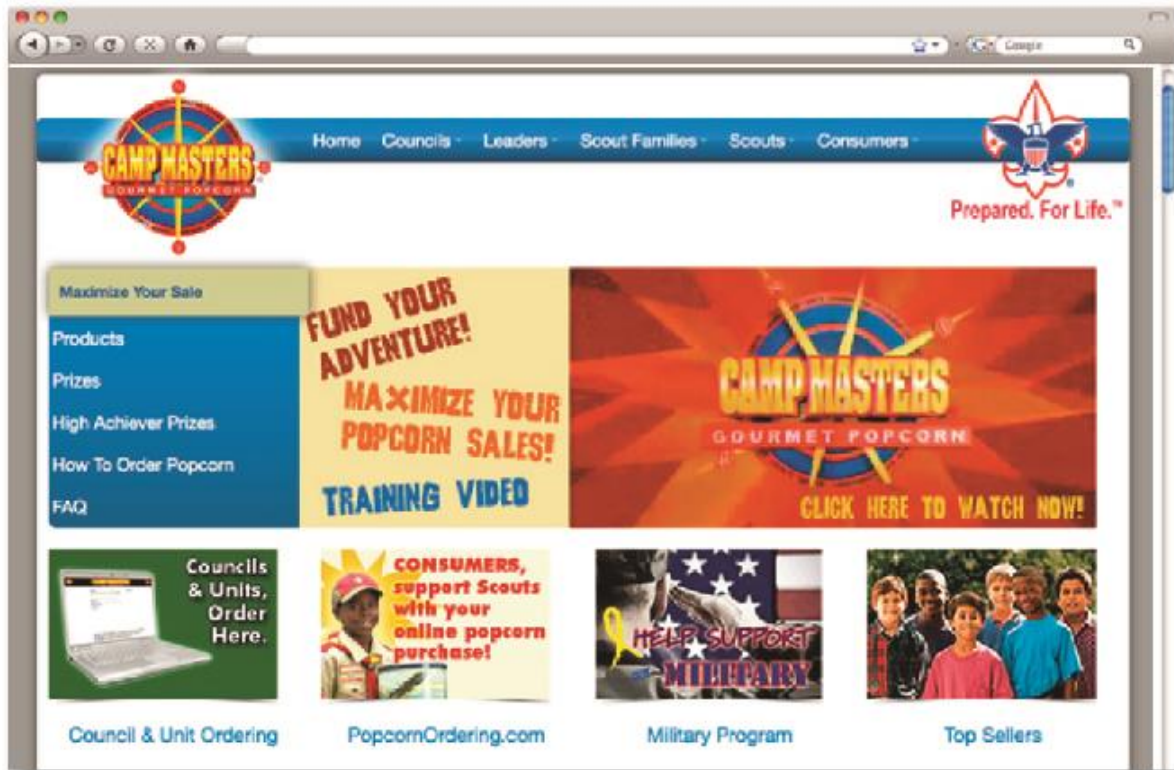 Google
Home Councils Leaders Scout Families Scouts Consumers
CAMP MASTERS
GOURMET POPCORN
Prepared. For Life.™
Maximize Your Sale
Products
Prizes
High Achiever Prizes
How To Order Popcorn
FAQ
FUND YOUR
ADVENTURE!
MAXIMIZE YOUR
POPCORN SALES!
TRAINING VIDEO
CAMP MASTERS
GOURMET POPCORN
CLICK HERE TO WATCH NOW!
Councils
& Units,
Order
Here.
CONSUMERS,
support Scouts
with your
online popcorn
purchase!
HELP SUPPORT
MILITARY
Council & Unit Ordering
PopcornOrdering.com
Military Program
Top Sellers